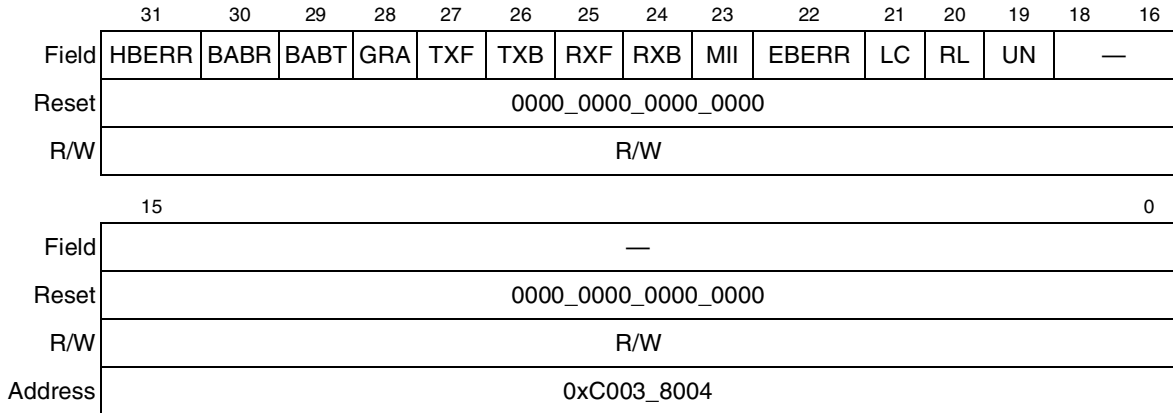 31 30 29 28 27 26 25 24 23 22 21 20 19 18 16
Field HBERR BABR BABT GRA TXF TXB RXF RXB MII EBERR LC RL UN —
Reset 0000_0000_0000_0000
R/W R/W
15 0
Field —
Reset 0000_0000_0000_0000
R/W R/W
Address 0xC003_8004